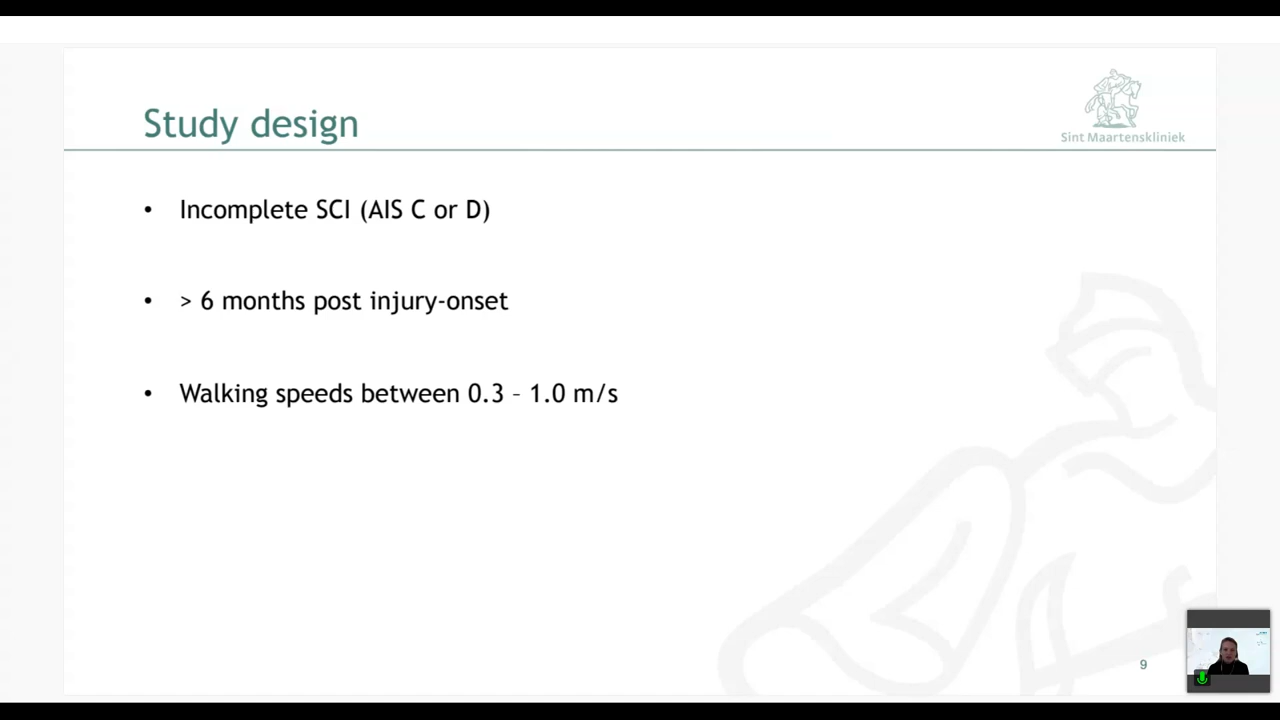 Study design
Sint Maartenskliniek
• Incomplete SCI (AIS C or D)
• > 6 months post injury-onset
• Walking speeds between 0.3 – 1.0 m/s
9